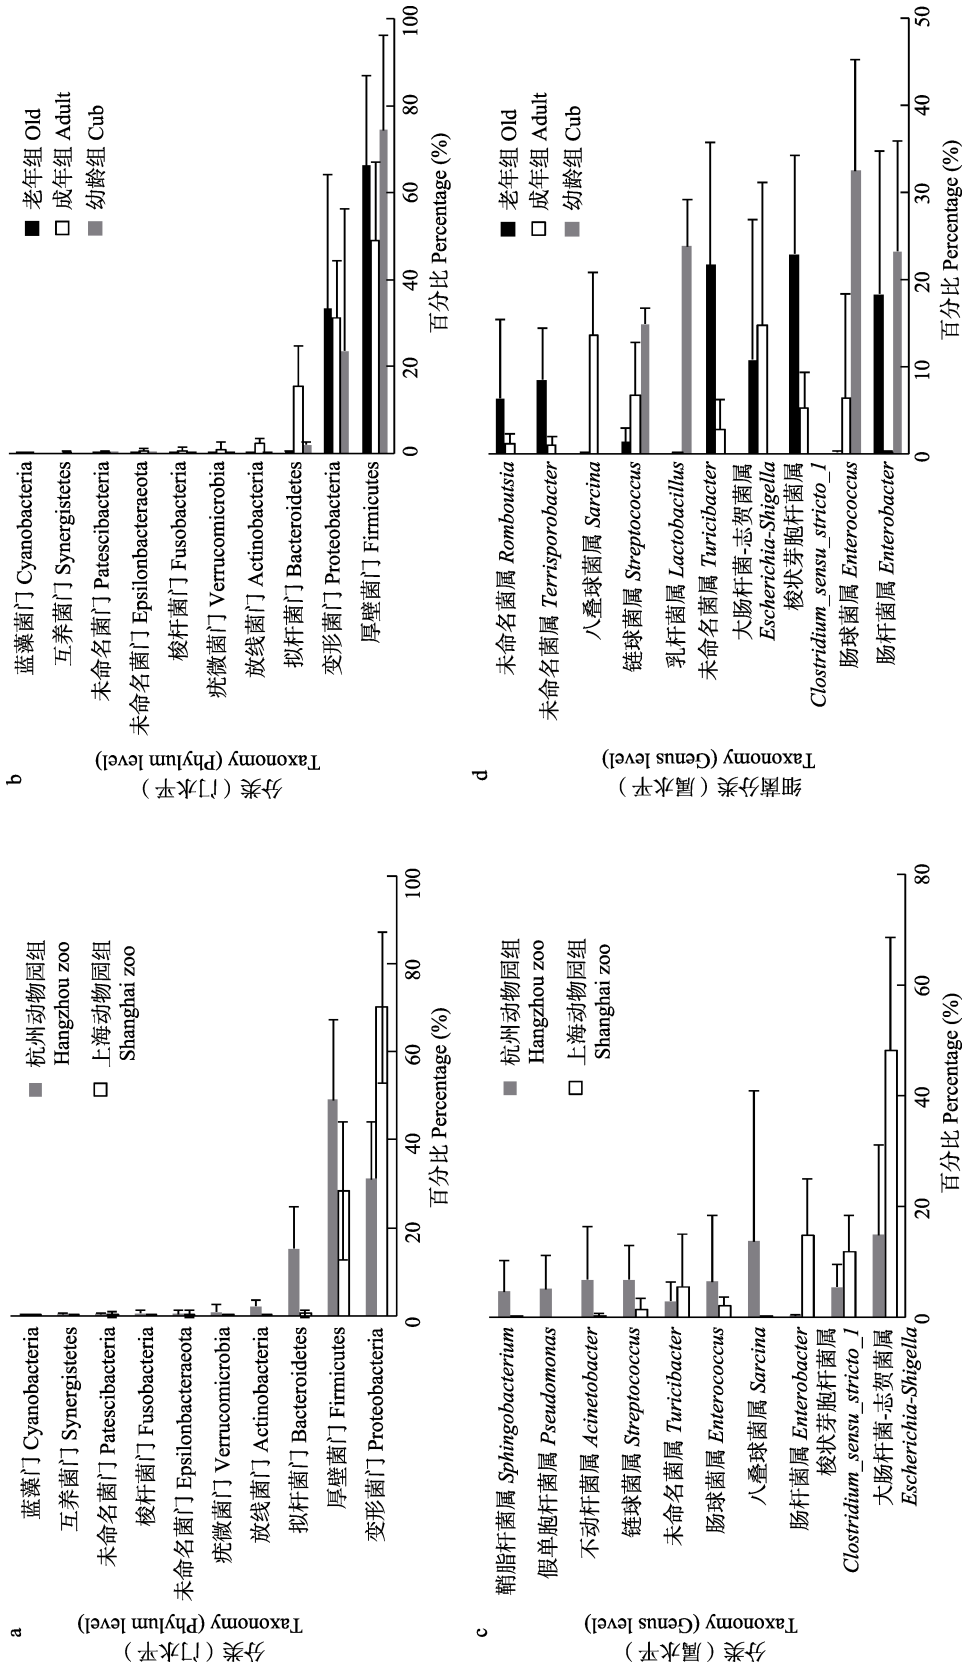 a
分类（门水平）
Taxonomy (Phylum level)
蓝藻门 Cyanobacteria
互养菌门 Synergistetes
未命名菌门 Patescibacteria
梭杆菌门 Fusobacteria
未命名菌门 Epsilonbacteraeota
疣微菌门 Verrucomicrobia
放线菌门 Actinobacteria
拟杆菌门 Bacteroidetes
厚壁菌门 Firmicutes
变形菌门 Proteobacteria
杭州动物园组
Hangzhou zoo
上海动物园组
Shanghai zoo
0 20 40 60 80 100
百分比 Percentage (%)
b
分类（门水平）
Taxonomy (Phylum level)
蓝藻菌门 Cyanobacteria
互养菌门 Synergistetes
未命名菌门 Patescibacteria
未命名菌门 Epsilonbacteraeota
梭杆菌门 Fusobacteria
疣微菌门 Verrucomicrobia
放线菌门 Actinobacteria
拟杆菌门 Bacteroidetes
变形菌门 Proteobacteria
厚壁菌门 Firmicutes
老年组 Old
成年组 Adult
幼龄组 Cub
0 20 40 60 80 100
百分比 Percentage (%)
c
分类（属水平）
Taxonomy (Genus level)
鞘脂杆菌属 Sphingobacterium
假单胞杆菌属 Pseudomonas
不动杆菌属 Acinetobacter
链球菌属 Streptococcus
未命名菌属 Turicibacter
肠球菌属 Enterococcus
八叠球菌属 Sarcina
肠杆菌属 Enterobacter
梭状芽胞杆菌属
Clostridium_sensu_stricto_1
大肠杆菌-志贺菌属
Escherichia-Shigella
杭州动物园组
Hangzhou zoo
上海动物园组
Shanghai zoo
0 20 40 60 80
百分比 Percentage (%)
d
细菌分类（属水平）
Taxonomy (Genus level)
未命名菌属 Romboutsia
未命名菌属 Terrisporobacter
八叠球菌属 Sarcina
链球菌属 Streptococcus
乳杆菌属 Lactobacillus
未命名菌属 Turicibacter
大肠杆菌-志贺菌属
Escherichia-Shigella
梭状芽胞杆菌属
Clostridium_sensu_stricto_1
肠球菌属 Enterococcus
肠杆菌属 Enterobacter
老年组 Old
成年组 Adult
幼龄组 Cub
0 10 20 30 40 50
百分比 Percentage (%)